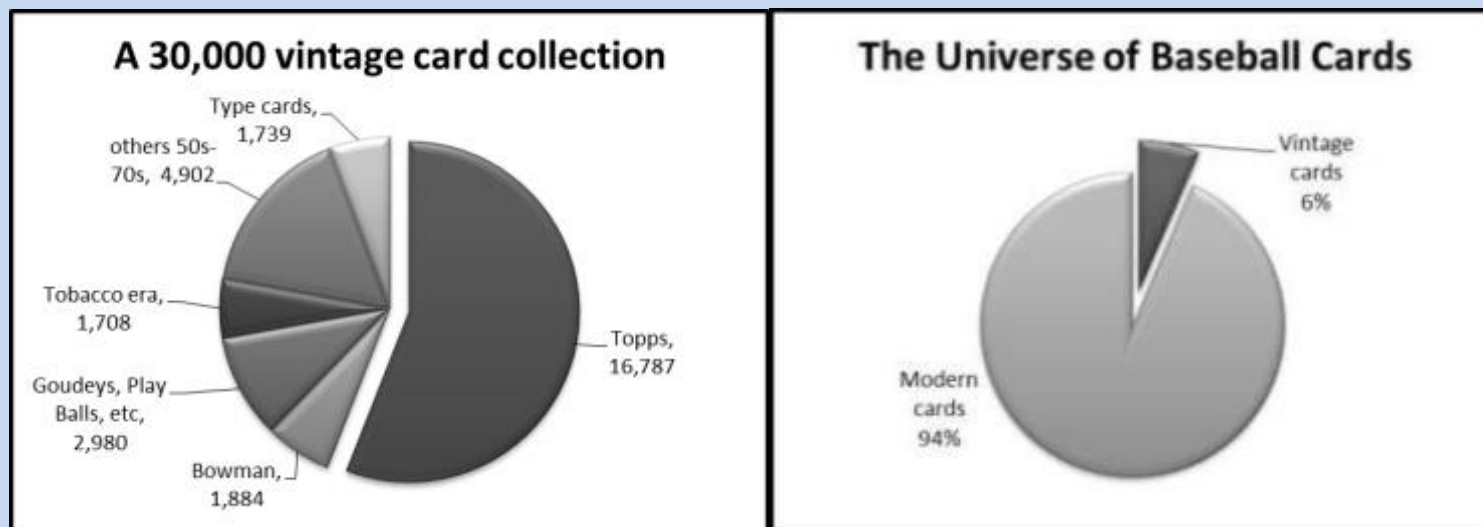 A 30,000 vintage card collection
Type cards,
1,739
others 50s-
70s, 4,902
Tobacco era,
1,708
Goudeys, Play
Balls, etc,
2,980
Bowman,
1,884
Topps,
16,787
The Universe of Baseball Cards
Vintage
cards
6%
Modern
cards
94%